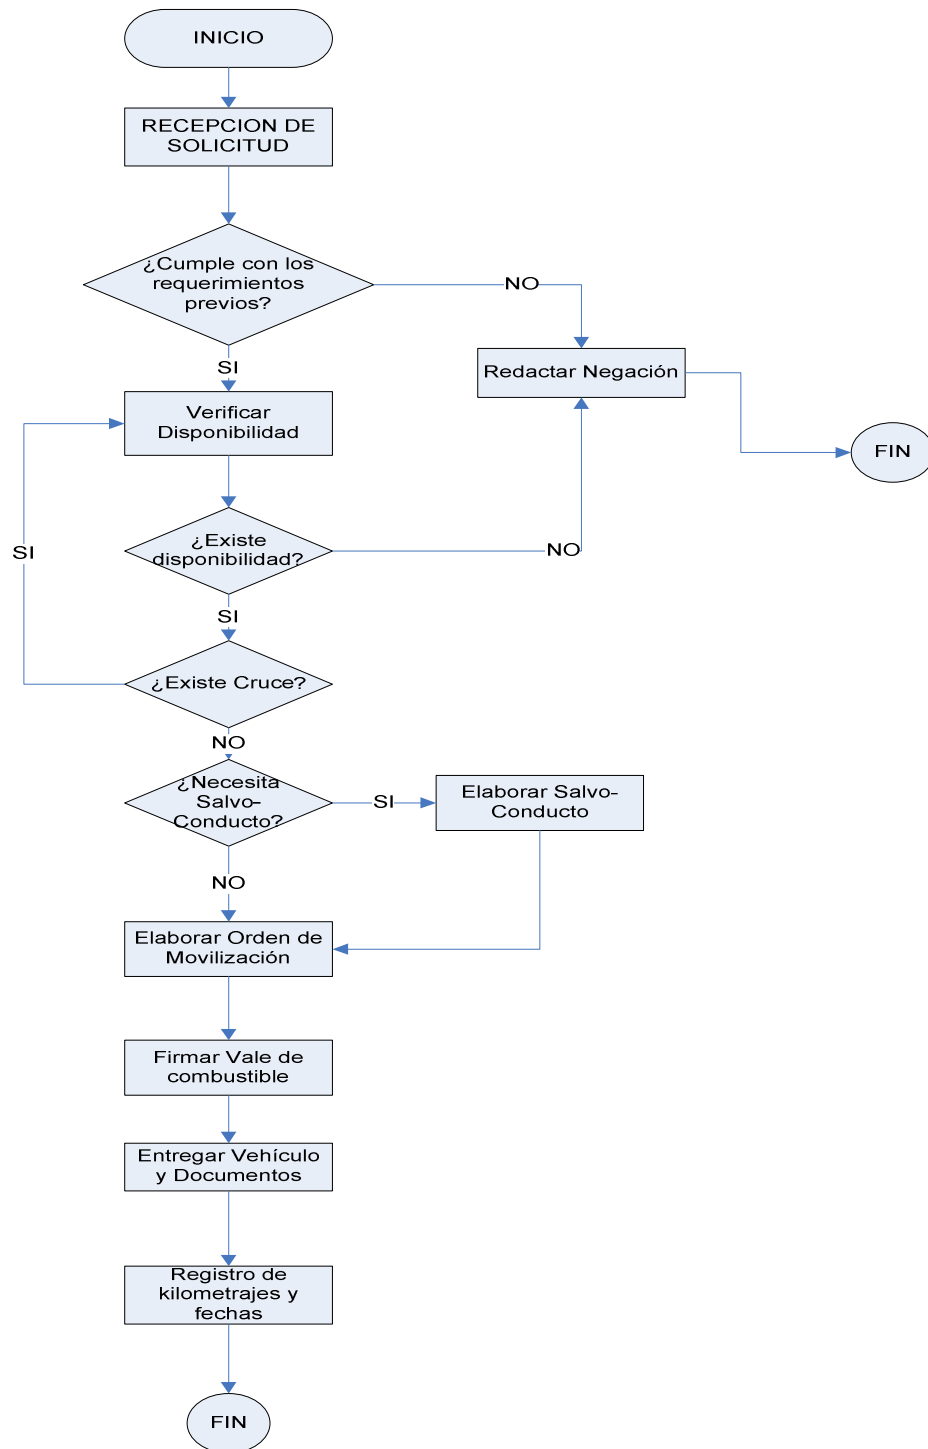 INICIO
RECEPCION DE
SOLICITUD
¿Cumple con los
requerimientos
previos?
NO
SI
Redactar Negación
Verificar
Disponibilidad
FIN
¿Existe
disponibilidad?
NO
SI
SI
¿Existe Cruce?
NO
¿Necesita
Salvo-
Conducto?
SI
Elaborar Salvo-
Conducto
NO
Elaborar Orden de
Movilización
Firmar Vale de
combustible
Entregar Vehículo
y Documentos
Registro de
kilometrajes y
fechas
FIN